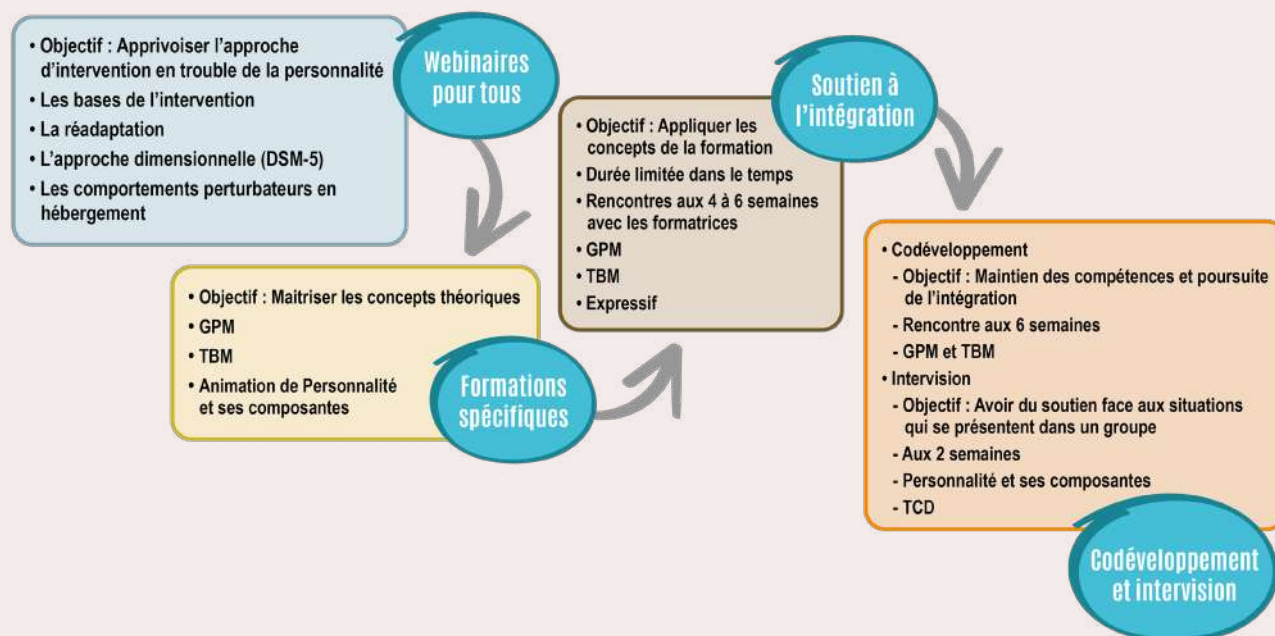 Webinaires
pour tous
• Objectif : Apprivoiser l’approche
d’intervention en trouble de la personnalité
• Les bases de l’intervention
• La réadaptation
• L’approche dimensionnelle (DSM-5)
• Les comportements perturbateurs en
hébergement
• Objectif : Maitriser les concepts théoriques
• GPM
• TBM
• Animation de Personnalité
et ses composantes
Formations
spécifiques
Soutien à
l’intégration
• Objectif : Appliquer les
concepts de la formation
• Durée limitée dans le temps
• Rencontres aux 4 à 6 semaines
avec les formatrices
• GPM
• TBM
• Expressif
• Codéveloppement
- Objectif : Maintien des compétences et poursuite
de l’intégration
- Rencontre aux 6 semaines
- GPM et TBM
• Intervision
- Objectif : Avoir du soutien face aux situations
qui se présentent dans un groupe
- Aux 2 semaines
- Personnalité et ses composantes
- TCD
Codéveloppement
et intervision